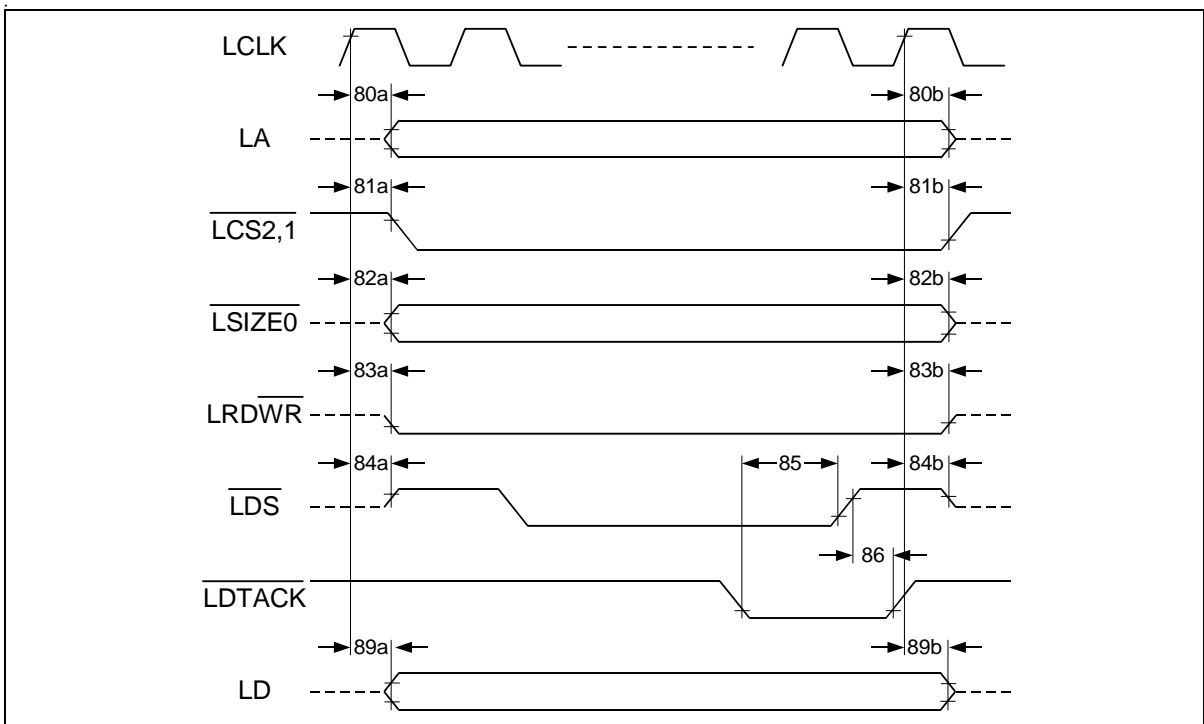 LCLK
80a 80b
LA
81a 81b
LCS2,1
82a 82b
LSIZE0
83a 83b
LRDWR
84a 85 84b
LDS
86
LDTACK
89a 89b
LD